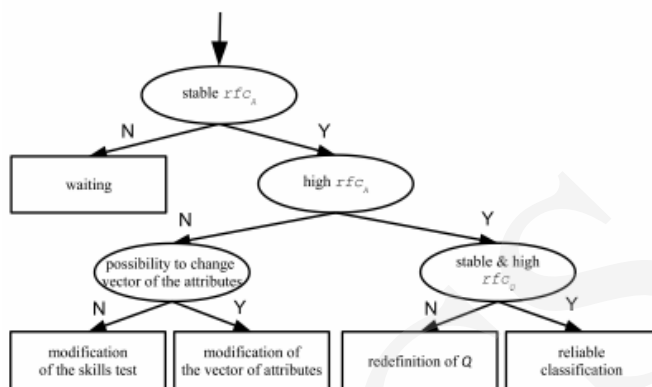 stable rfc_A
N
Y
waiting
high rfc_A
N
Y
possibility to change
vector of the attributes
stable & high
rfc_Q
N
Y
N
Y
modification
of the skills test
modification of
the vector of attributes
redefinition of Q
reliable
classification